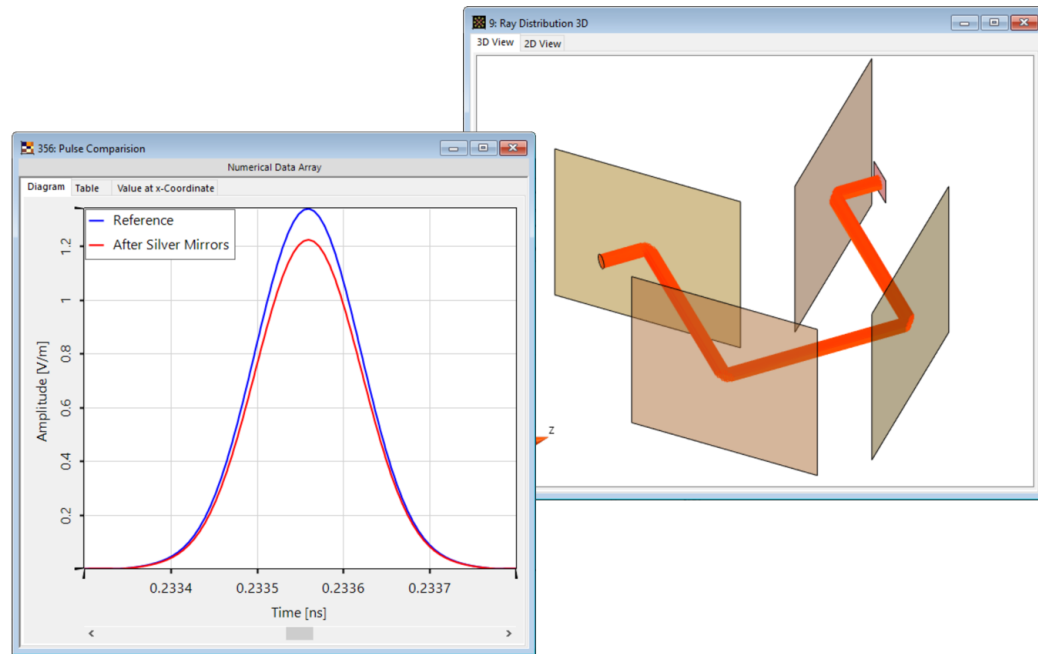 9: Ray Distribution 3D
3D View 2D View
Z
356: Pulse Comparision
Numerical Data Array
Diagram Table Value at x-Coordinate
Reference
After Silver Mirrors
Amplitude [V/m]
1.2
1
0.8
0.6
0.4
0.2
0.2334 0.2335 0.2336 0.2337
Time [ns]